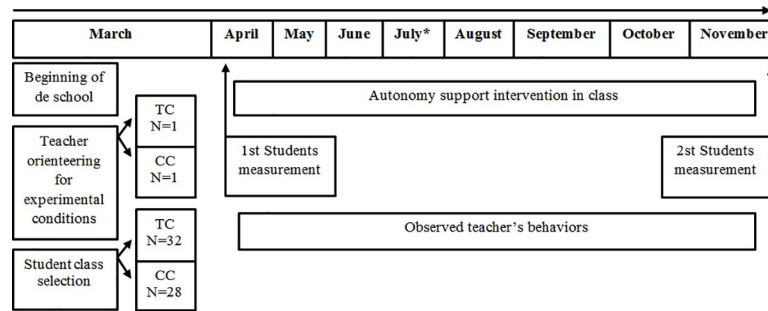 March April May June July* August September October November
Beginning of
de school
Autonomy support intervention in class
TC
N=1
Teacher
orienteering
for
experimental
conditions
CC
N=1
1st Students
measurement
2st Students
measurement
TC
N=32
Observed teacher's behaviors
Student class
selection
CC
N=28